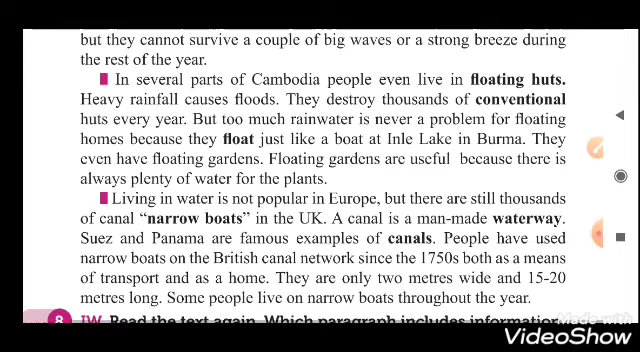 but they cannot survive a couple of big waves or a strong breeze during
the rest of the year.
In several parts of Cambodia people even live in floating huts.
Heavy rainfall causes floods. They destroy thousands of conventional
huts every year. But too much rainwater is never a problem for floating
homes because they float just like a boat at Inle Lake in Burma. They
even have floating gardens. Floating gardens are useful because there is
always plenty of water for the plants.
Living in water is not popular in Europe, but there are still thousands
of canal “narrow boats” in the UK. A canal is a man-made waterway.
Suez and Panama are famous examples of canals. People have used
narrow boats on the British canal network since the 1750s both as a means
of transport and as a home. They are only two metres wide and 15-20
metres long. Some people live on narrow boats throughout the year.
8 IW Read the text again. Which paragraph includes information
Made with
VideoShow